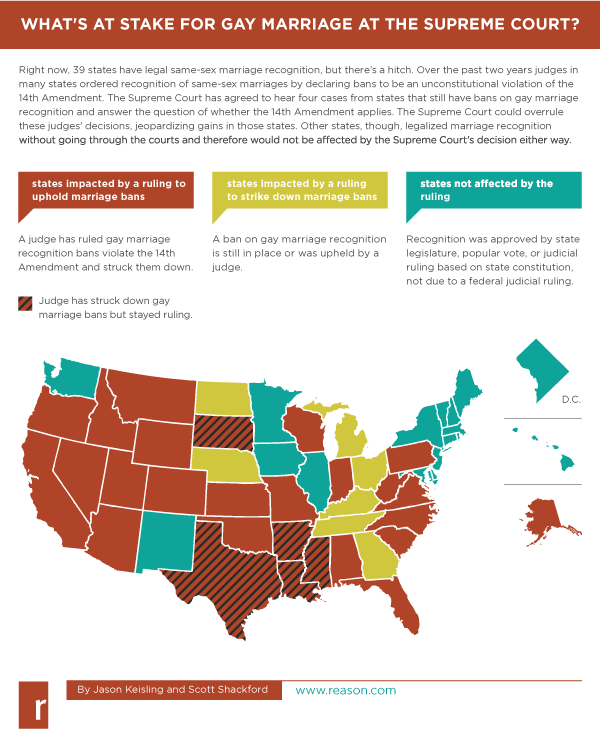 WHAT'S AT STAKE FOR GAY MARRIAGE AT THE SUPREME COURT?
Right now, 39 states have legal same-sex marriage recognition, but there's a hitch. Over the past two years judges in
many states ordered recognition of same-sex marriages by declaring bans to be an unconstitutional violation of the
14th Amendment. The Supreme Court has agreed to hear four cases from states that still have bans on gay marriage
recognition and answer the question of whether the 14th Amendment applies. The Supreme Court could overrule
these judges' decisions, jeopardizing gains in those states. Other states, though, legalized marriage recognition
without going through the courts and therefore would not be affected by the Supreme Court's decision either way.
states impacted by a ruling to
uphold marriage bans
A judge has ruled gay marriage
recognition bans violate the 14th
Amendment and struck them down.
Judge has struck down gay
marriage bans but stayed ruling.
states impacted by a ruling
to strike down marriage bans
A ban on gay marriage recognition
is still in place or was upheld by a
judge.
states not affected by the
ruling
Recognition was approved by state
legislature, popular vote, or judicial
ruling based on state constitution,
not due to a federal judicial ruling.
D.C.
r
By Jason Keisling and Scott Shackford
www.reason.com